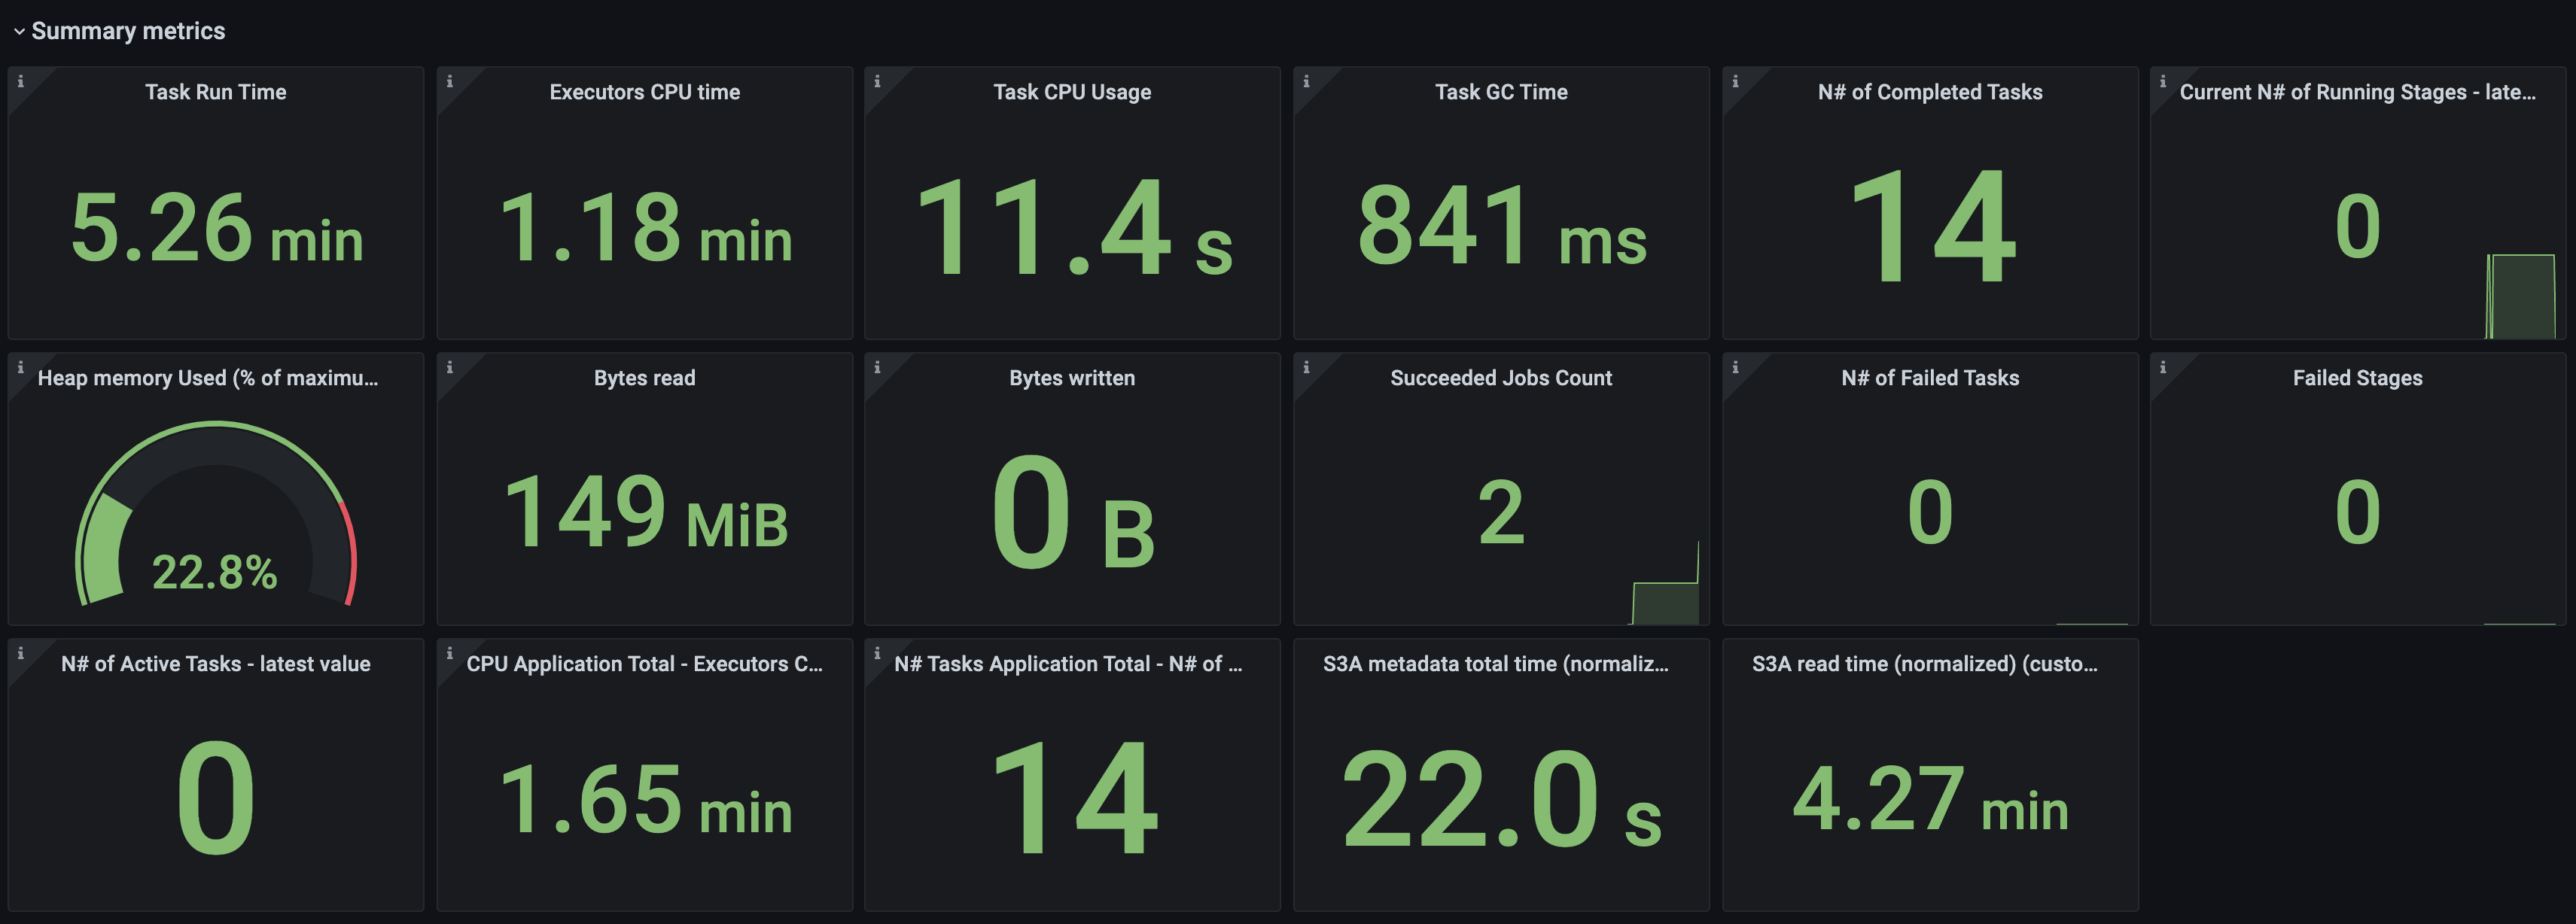 Summary metrics
Task Run Time
5.26 min
Executors CPU time
1.18 min
Task CPU Usage
11.4 s
Task GC Time
841 ms
N# of Completed Tasks
14
Current N# of Running Stages - late...
0
Heap memory Used (% of maximu...
22.8%
Bytes read
149 MiB
Bytes written
0 B
Succeeded Jobs Count
2
N# of Failed Tasks
0
Failed Stages
0
N# of Active Tasks - latest value
0
CPU Application Total - Executors C...
1.65 min
N# Tasks Application Total - N# of ...
14
S3A metadata total time (normaliz...
22.0 s
S3A read time (normalized) (custo...
4.27 min